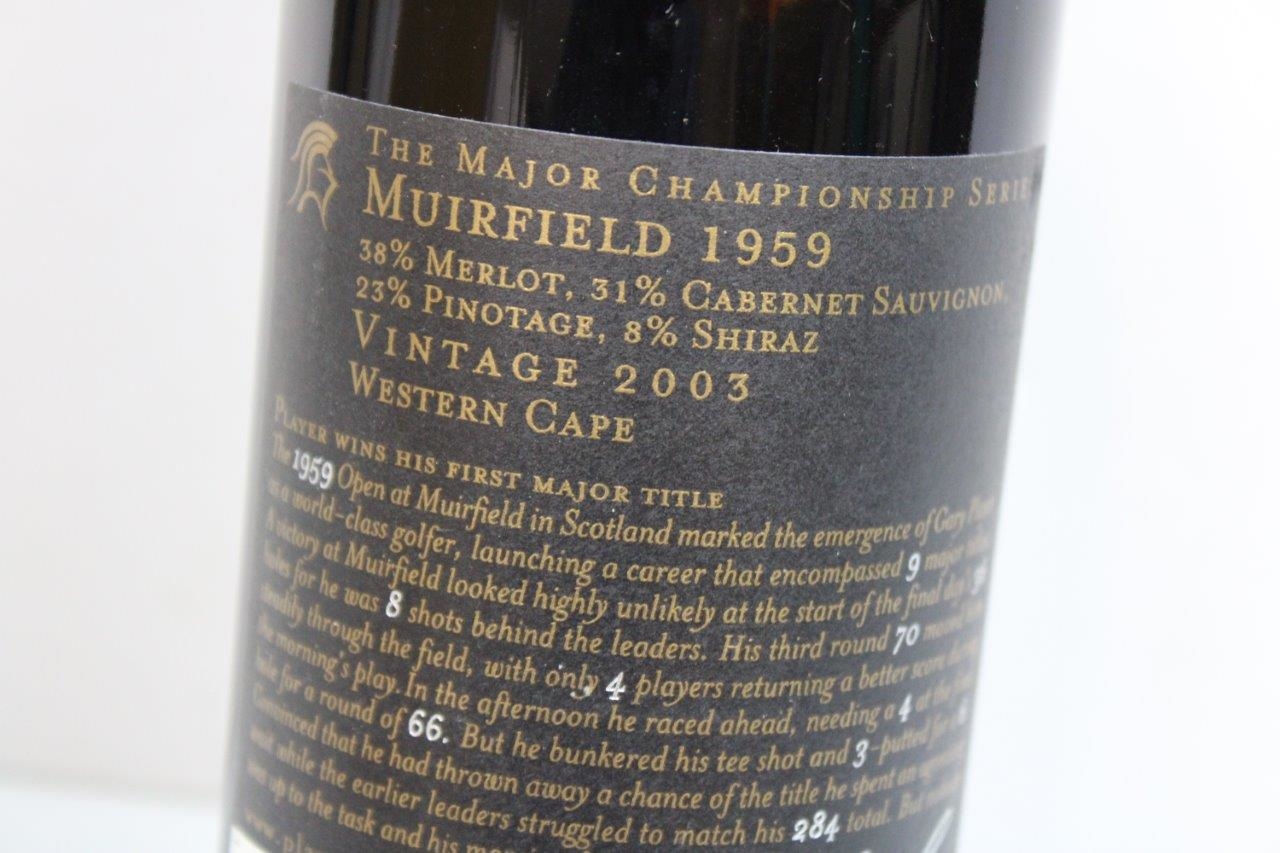 The Major Championship Serie
Muirfield 1959
38% Merlot, 31% Cabernet Sauvignon,
23% Pinotage, 8% Shiraz
Vintage 2003
Western Cape
Player wins his first major title
The 1959 Open at Muirfield in Scotland marked the emergence of Gary
as a world-class golfer, launching a career that encompassed 9 major
A victory at Muirfield looked highly unlikely at the start of the final day
holes for he was 8 shots behind the leaders. His third round 70 moved
steadily through the field, with only 4 players returning a better score
the morning's play. In the afternoon he raced ahead, needing a 4 at the
hole for a round of 66. But he bunkered his tee shot and 3-putted for
Convinced that he had thrown away a chance of the title he spent an
wait while the earlier leaders struggled to match his 284 total. But
up to the task and his